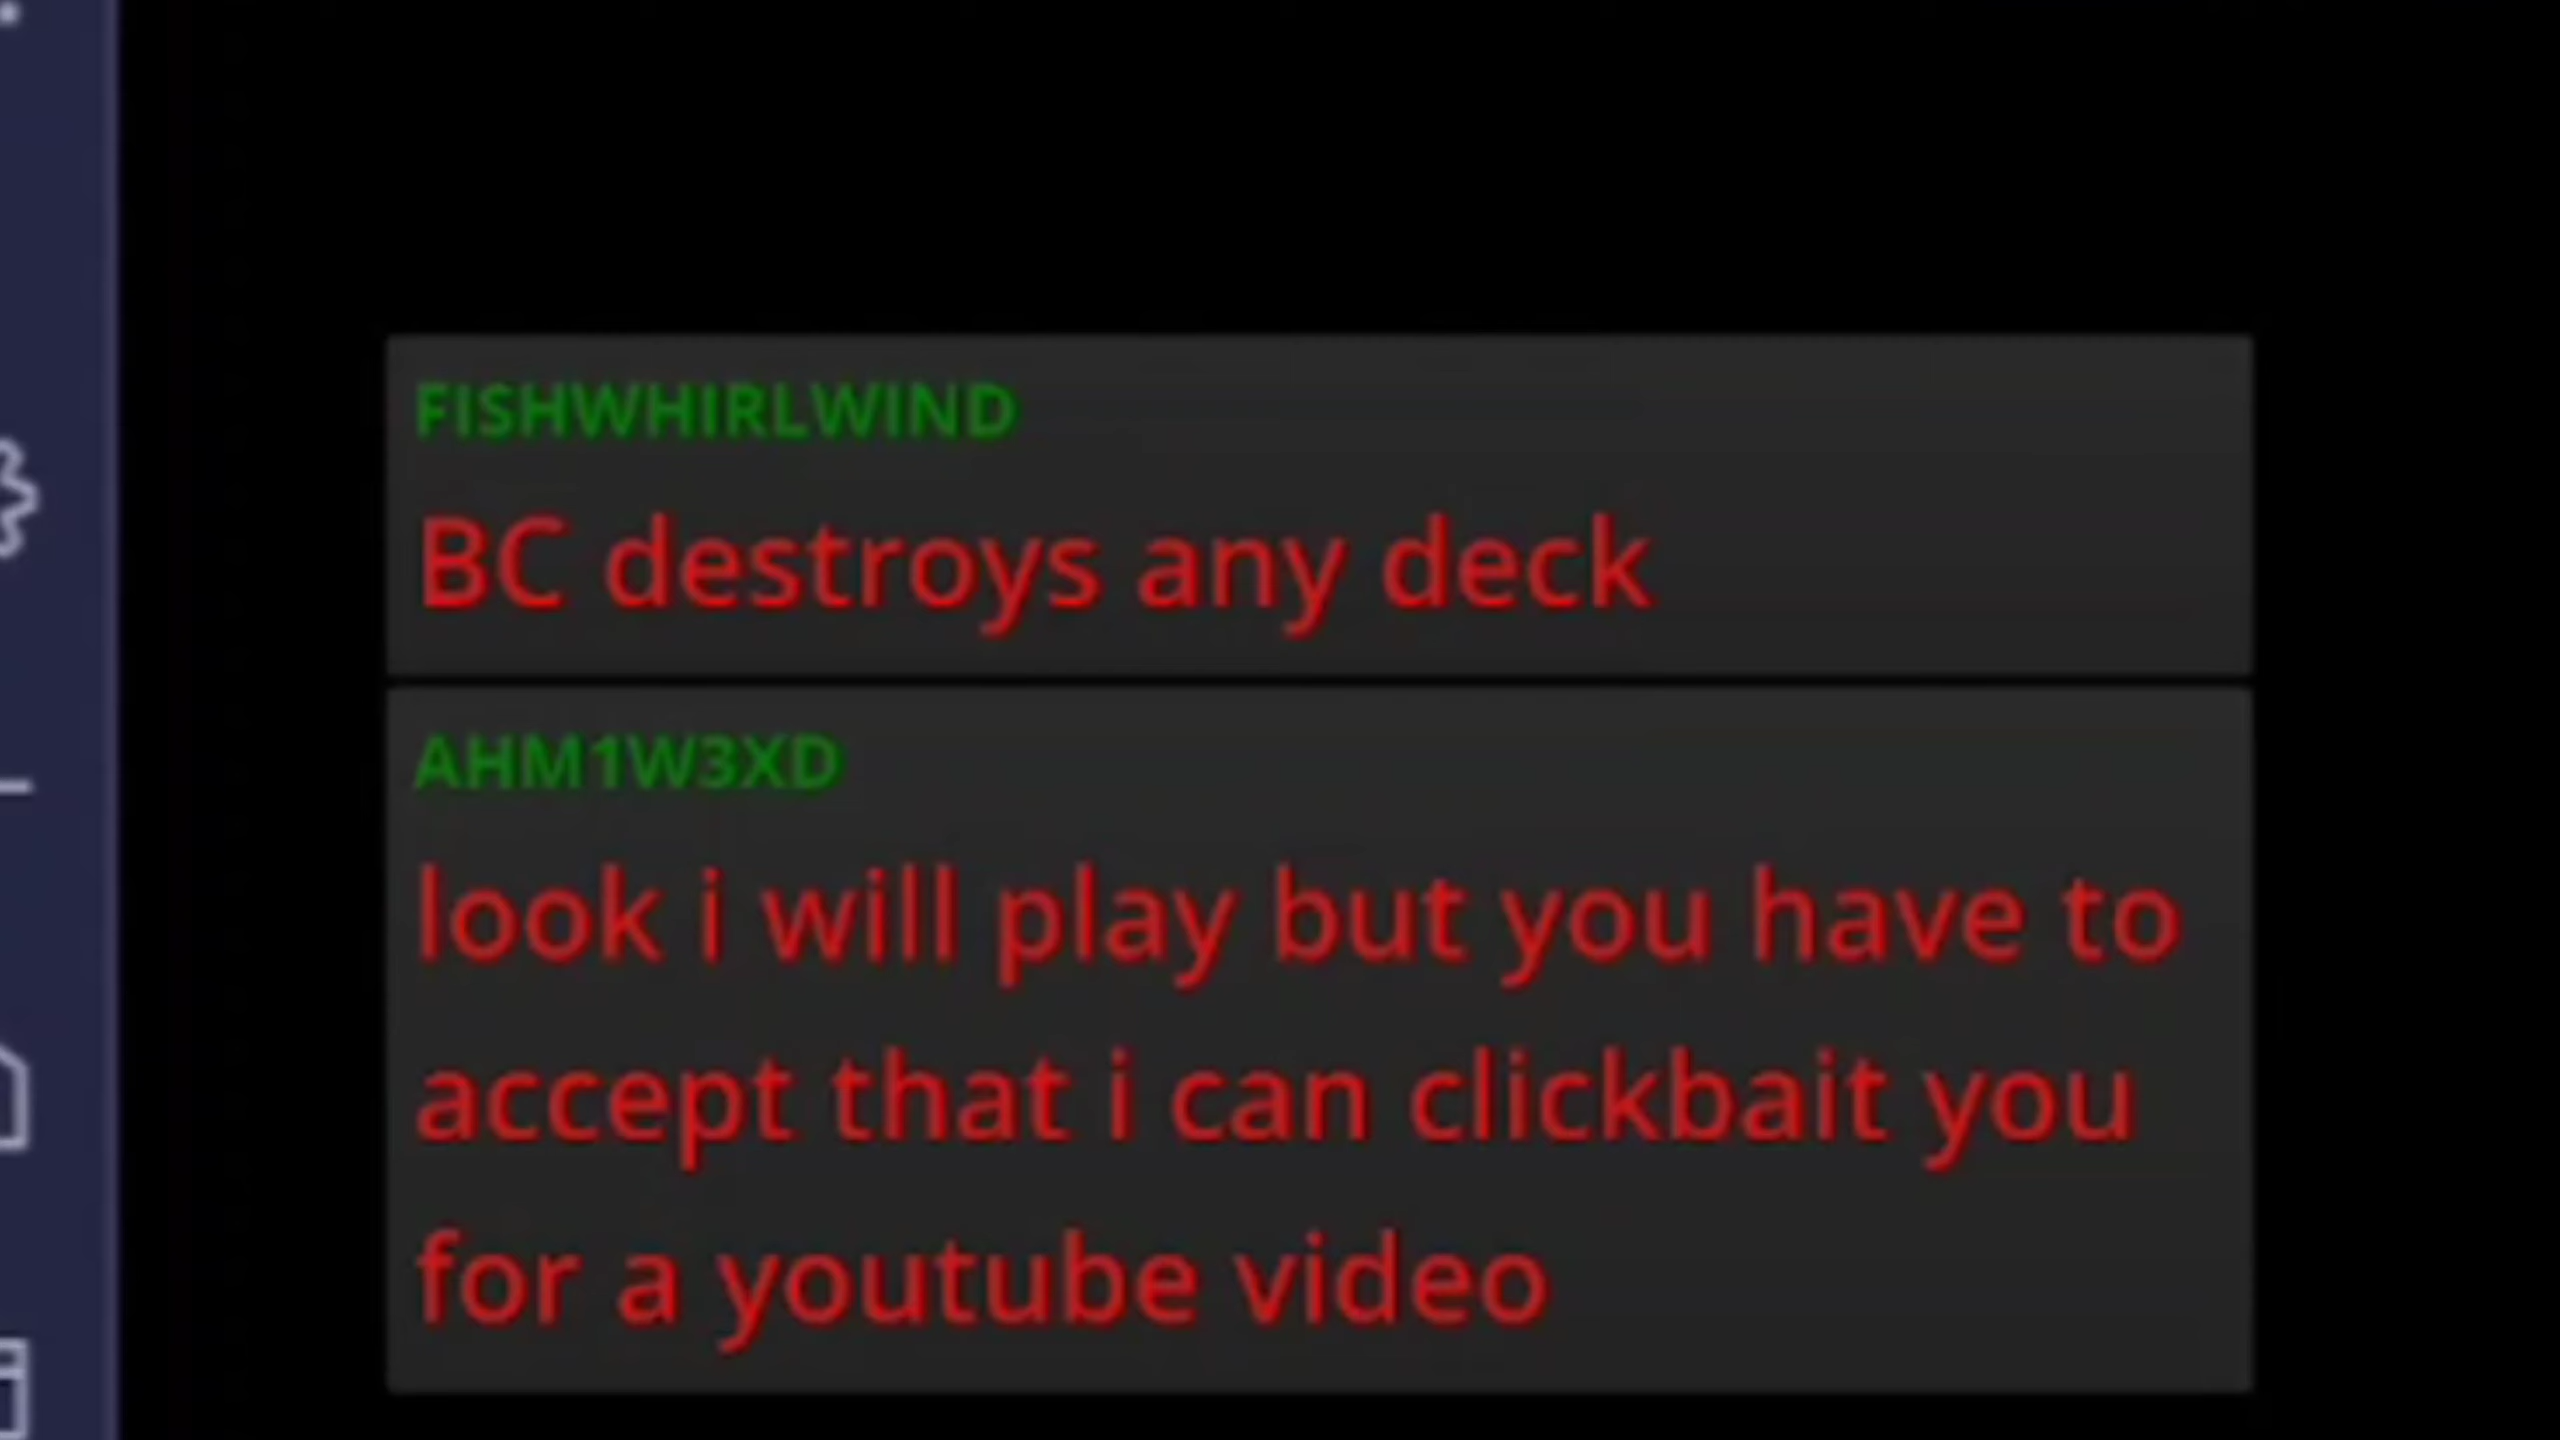 FISHWHIRLWIND
BC destroys any deck
AHM1W3XD
look i will play but you have to
accept that i can clickbait you
for a youtube video